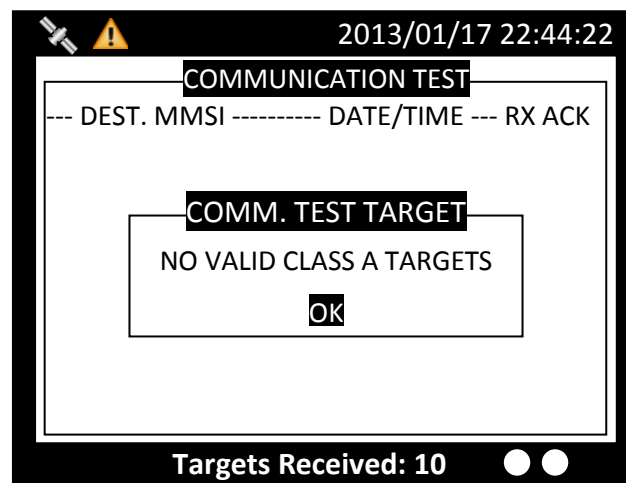 2013/01/17 22:44:22
COMMUNICATION TEST
--- DEST. MMSI ---------- DATE/TIME --- RX ACK
COMM. TEST TARGET
NO VALID CLASS A TARGETS
OK
Targets Received: 10